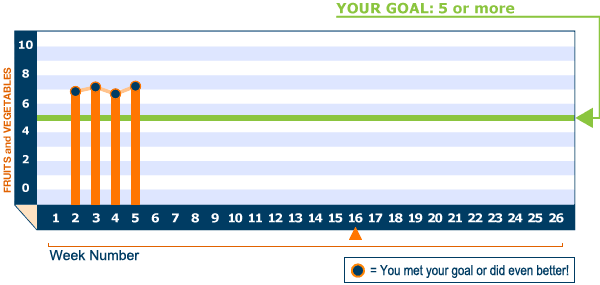 YOUR GOAL: 5 or more
FRUITS and VEGETABLES
10
8
6
4
2
0
1 2 3 4 5 6 7 8 9 10 11 12 13 14 15 16 17 18 19 20 21 22 23 24 25 26
Week Number
= You met your goal or did even better!